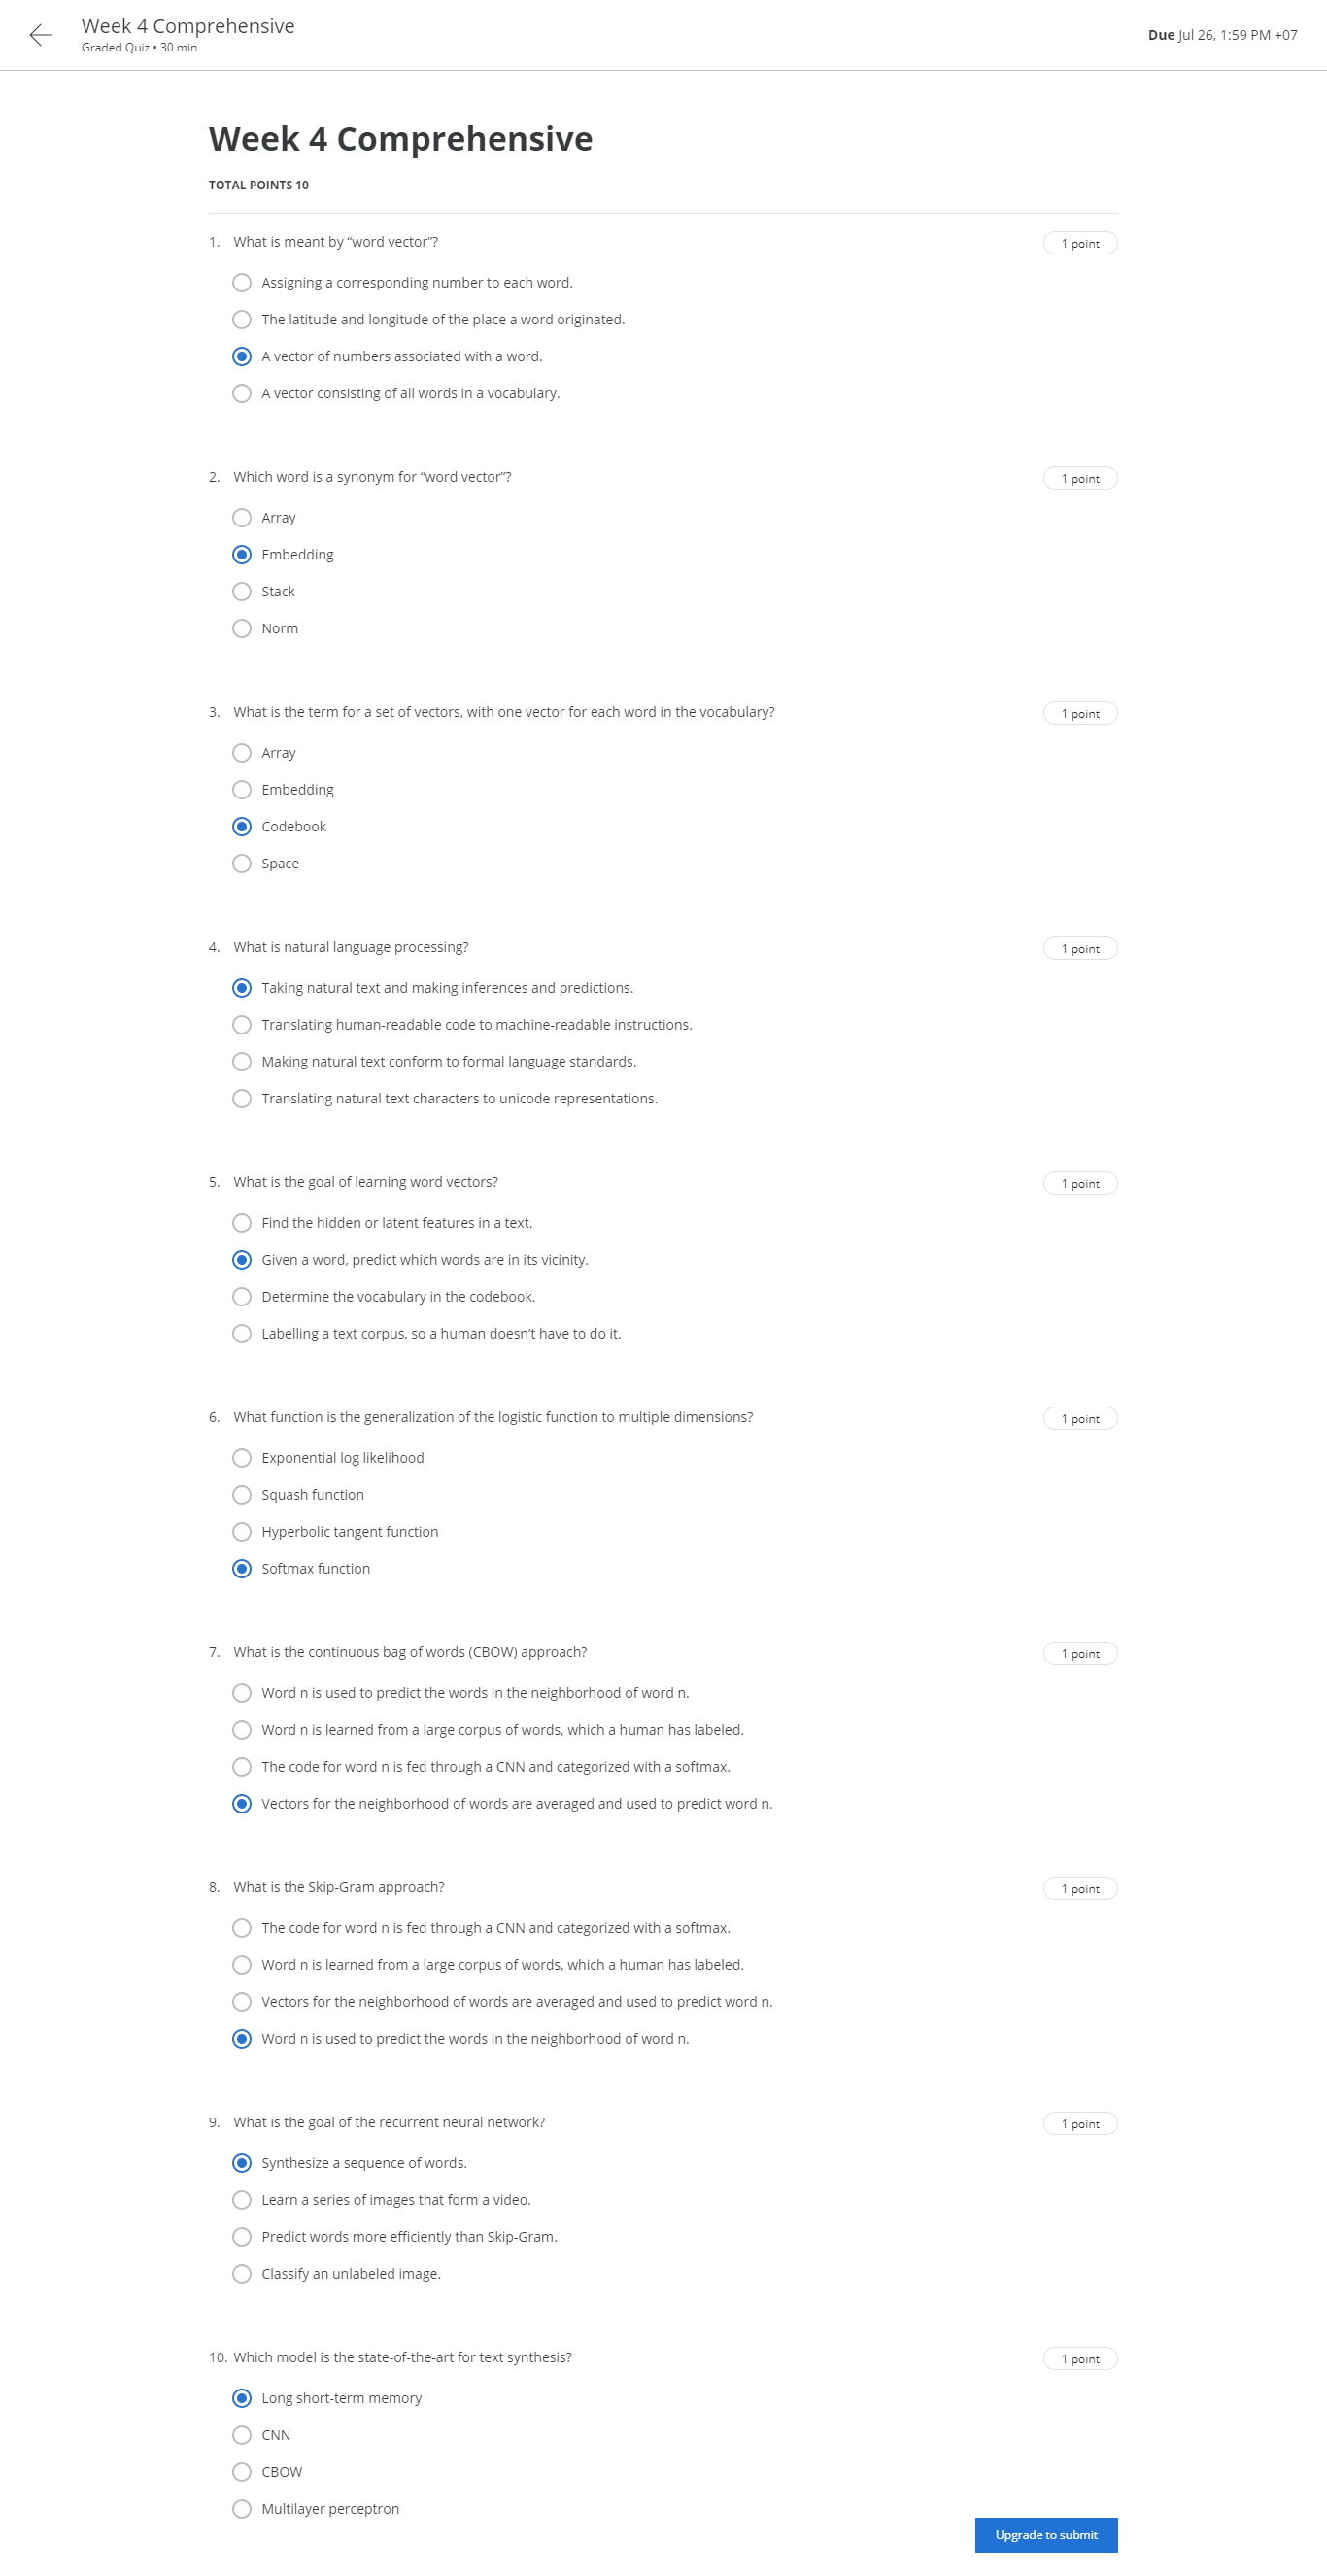 Week 4 Comprehensive
Graded Quiz • 30 min
Due Jul 26, 1:59 PM +07
Week 4 Comprehensive
TOTAL POINTS 10
1. What is meant by “word vector”?
1 point
Assigning a corresponding number to each word.
The latitude and longitude of the place a word originated.
A vector of numbers associated with a word.
A vector consisting of all words in a vocabulary.
2. Which word is a synonym for “word vector”?
1 point
Array
Embedding
Stack
Norm
3. What is the term for a set of vectors, with one vector for each word in the vocabulary?
1 point
Array
Embedding
Codebook
Space
4. What is natural language processing?
1 point
Taking natural text and making inferences and predictions.
Translating human-readable code to machine-readable instructions.
Making natural text conform to formal language standards.
Translating natural text characters to unicode representations.
5. What is the goal of learning word vectors?
1 point
Find the hidden or latent features in a text.
Given a word, predict which words are in its vicinity.
Determine the vocabulary in the codebook.
Labelling a text corpus, so a human doesn’t have to do it.
6. What function is the generalization of the logistic function to multiple dimensions?
1 point
Exponential log likelihood
Squash function
Hyperbolic tangent function
Softmax function
7. What is the continuous bag of words (CBOW) approach?
1 point
Word n is used to predict the words in the neighborhood of word n.
Word n is learned from a large corpus of words, which a human has labeled.
The code for word n is fed through a CNN and categorized with a softmax.
Vectors for the neighborhood of words are averaged and used to predict word n.
8. What is the Skip-Gram approach?
1 point
The code for word n is fed through a CNN and categorized with a softmax.
Word n is learned from a large corpus of words, which a human has labeled.
Vectors for the neighborhood of words are averaged and used to predict word n.
Word n is used to predict the words in the neighborhood of word n.
9. What is the goal of the recurrent neural network?
1 point
Synthesize a sequence of words.
Learn a series of images that form a video.
Predict words more efficiently than Skip-Gram.
Classify an unlabeled image.
10. Which model is the state-of-the-art for text synthesis?
1 point
Long short-term memory
CNN
CBOW
Multilayer perceptron
Upgrade to submit